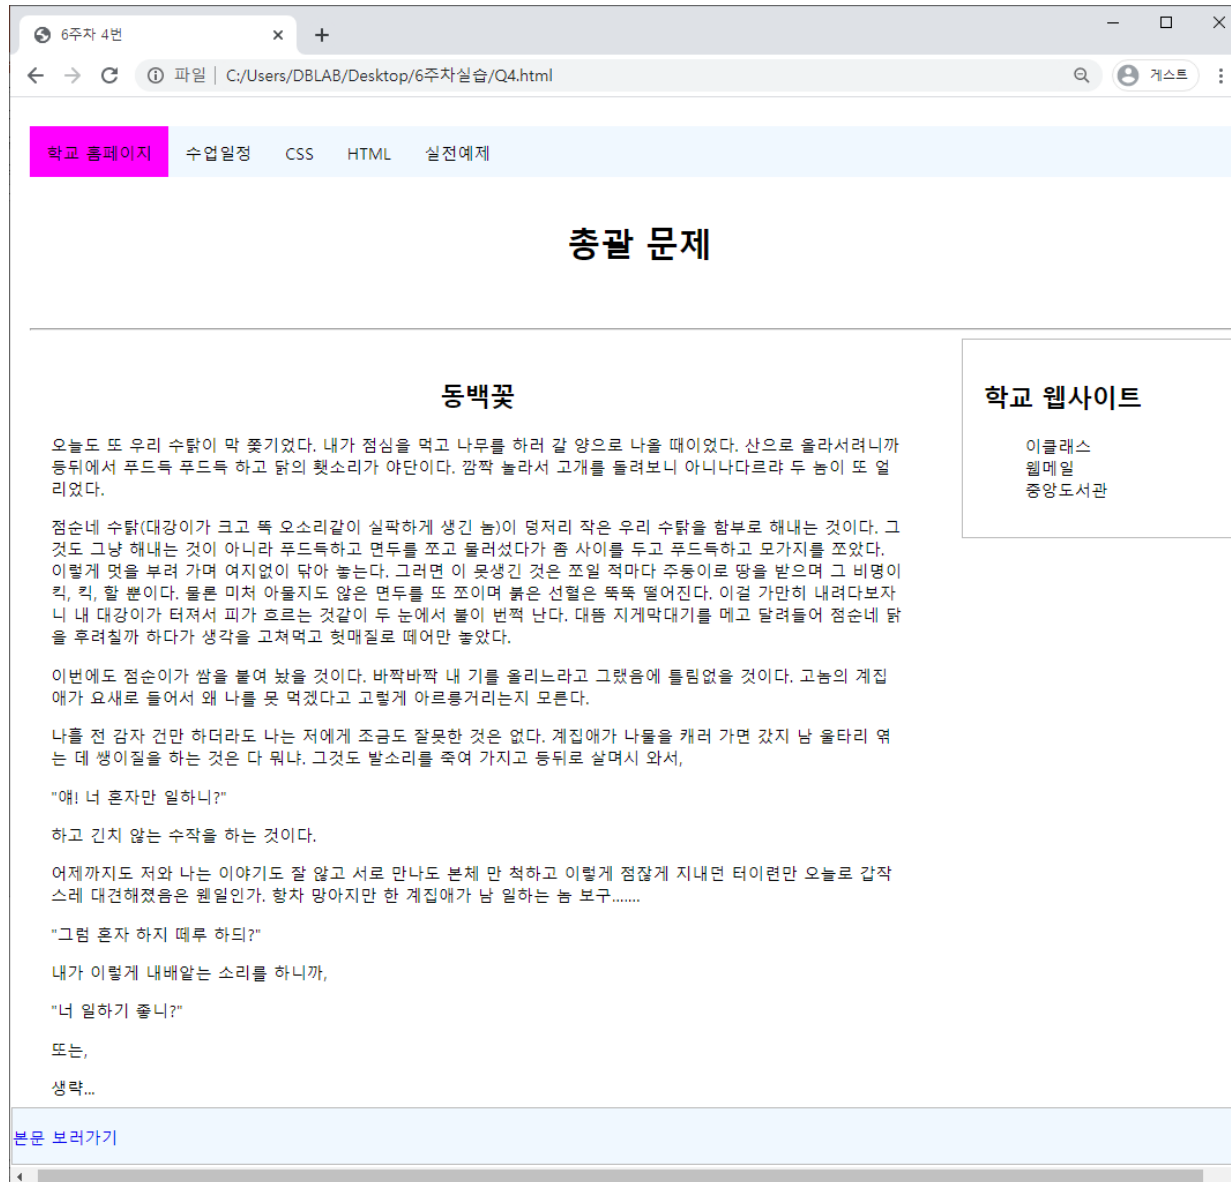 6주차 4번
파일 | C:/Users/DBLAB/Desktop/6주차실습/Q4.html
게스트
학교 홈페이지 수업일정 CSS HTML 실전예제
총괄 문제
동백꽃
오늘도 또 우리 수탉이 막 쫓기었다. 내가 점심을 먹고 나무를 하러 갈 양으로 나올 때이었다. 산으로 올라서려니까
등뒤에서 푸드득 푸드득 하고 닭의 횃소리가 야단이다. 깜짝 놀라서 고개를 돌려보니 아니나다르랴 두 놈이 또 얼
리었다.
점순네 수탉(대강이가 크고 똑 오소리같이 실팍하게 생긴 놈)이 덩저리 작은 우리 수탉을 함부로 해내는 것이다. 그
것도 그냥 해내는 것이 아니라 푸드득하고 면두를 쪼고 물러섰다가 좀 사이를 두고 푸드득하고 모가지를 쪼았다.
이렇게 멋을 부려 가며 여지없이 닦아 놓는다. 그러면 이 못생긴 것은 쪼일 적마다 주둥이로 땅을 받으며 그 비명이
킥, 킥, 할 뿐이다. 물론 미처 아물지도 않은 면두를 또 쪼이며 붉은 선혈은 뚝뚝 떨어진다. 이걸 가만히 내려다보자
니 내 대강이가 터져서 피가 흐르는 것같이 두 눈에서 불이 번쩍 난다. 대뜸 지게막대기를 메고 달려들어 점순네 닭
을 후려칠까 하다가 생각을 고쳐먹고 헛매질로 떼어만 놓았다.
이번에도 점순이가 쌈을 붙여 놨을 것이다. 바짝바짝 내 기를 올리느라고 그랬음에 틀림없을 것이다. 고놈의 계집
애가 요새로 들어서 왜 나를 못 먹겠다고 고렇게 아르릉거리는지 모른다.
나흘 전 감자 건만 하더라도 나는 저에게 조금도 잘못한 것은 없다. 계집애가 나물을 캐러 가면 갔지 남 울타리 엮
는 데 쌩이질을 하는 것은 다 뭐냐. 그것도 발소리를 죽여 가지고 등뒤로 살며시 와서,
"얘! 너 혼자만 일하니?"
하고 긴치 않는 수작을 하는 것이다.
어제까지도 저와 나는 이야기도 잘 않고 서로 만나도 본체 만 척하고 이렇게 점잖게 지내던 터이련만 오늘로 갑작
스레 대견해졌음은 웬일인가. 항차 망아지만 한 계집애가 남 일하는 놈 보구.......
"그럼 혼자 하지 떼루 하듸?"
내가 이렇게 내배앝는 소리를 하니까,
"너 일하기 좋니?"
또는,
생략...
학교 웹사이트
이클래스
웹메일
중앙도서관
본문 보러가기